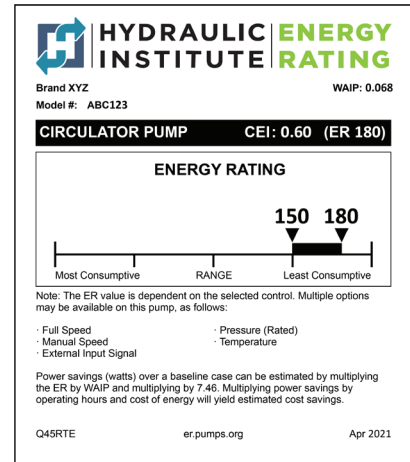 HYDRAULIC ENERGY
INSTITUTE RATING
Brand XYZ WAIP: 0.068
Model #: ABC123
CIRCULATOR PUMP CEI: 0.60 (ER 180)
ENERGY RATING
150 180
Most Consumptive RANGE Least Consumptive
Note: The ER value is dependent on the selected control. Multiple options
may be available on this pump, as follows:
· Full Speed · Pressure (Rated)
· Manual Speed · Temperature
· External Input Signal
Power savings (watts) over a baseline case can be estimated by multiplying
the ER by WAIP and multiplying by 7.46. Multiplying power savings by
operating hours and cost of energy will yield estimated cost savings.
Q45RTE er.pumps.org Apr 2021